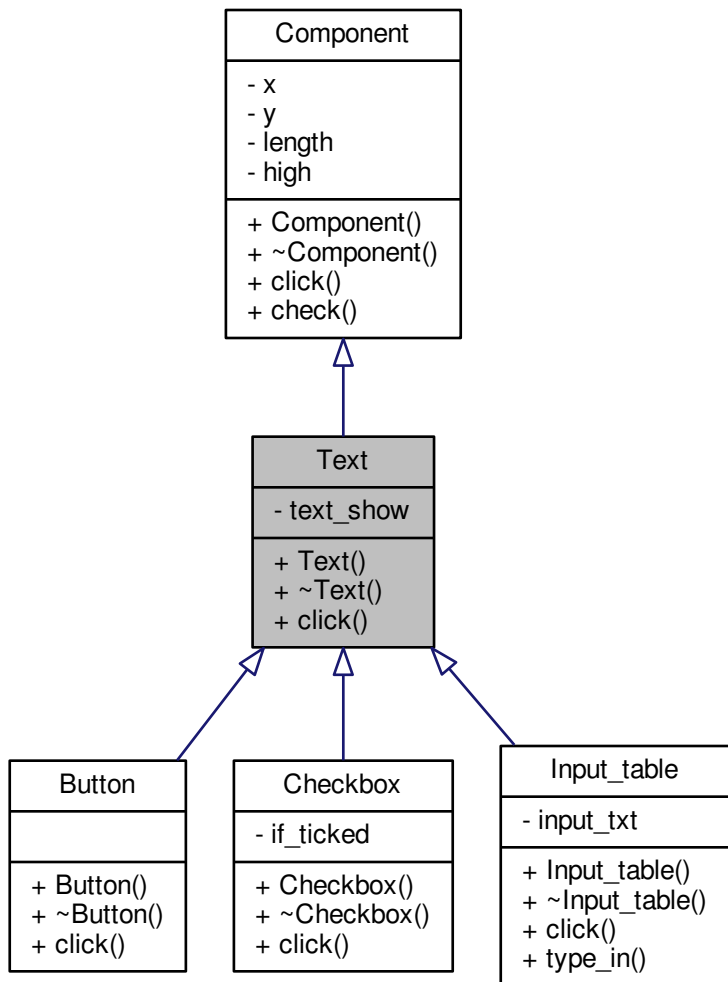 Component
- x
- y
- length
- high
+ Component()
+ ~Component()
+ click()
+ check()
Text
- text_show
+ Text()
+ ~Text()
+ click()
Button
+ Button()
+ ~Button()
+ click()
Checkbox
- if_ticked
+ Checkbox()
+ ~Checkbox()
+ click()
Input_table
- input_txt
+ Input_table()
+ ~Input_table()
+ click()
+ type_in()